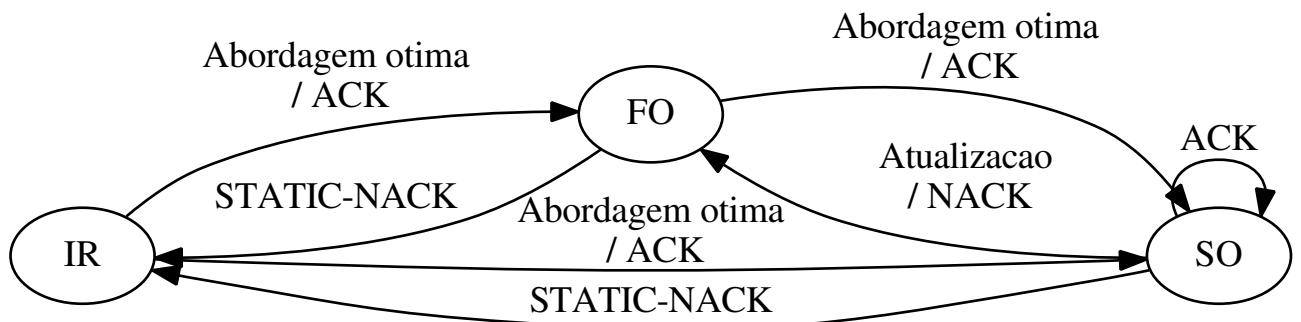 Abordagem otima
/ ACK
Abordagem otima
/ ACK
FO
ACK
Atualizacao
/ NACK
STATIC-NACK
Abordagem otima
/ ACK
IR
SO
STATIC-NACK